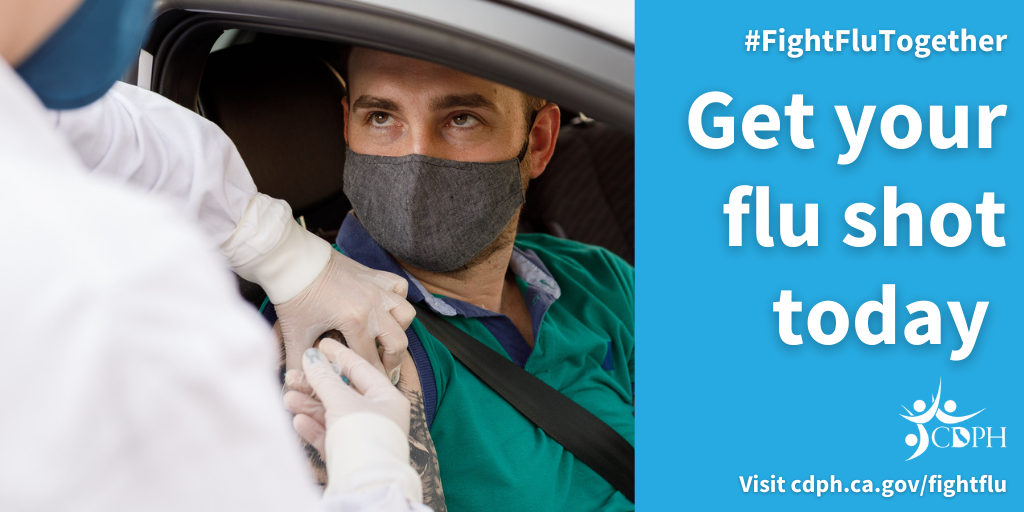 #FightFluTogether
Get your
flu shot
today
CDPH
Visit cdph.ca.gov/fightflu